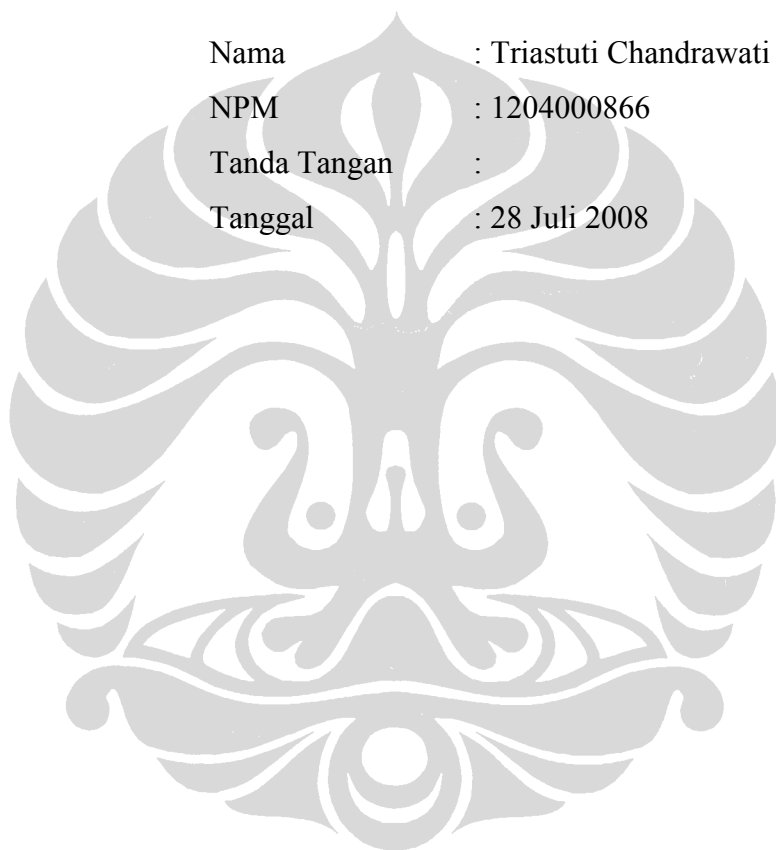 Nama : Triastuti Chandrawati
NPM : 1204000866
Tanda Tangan :
Tanggal : 28 Juli 2008